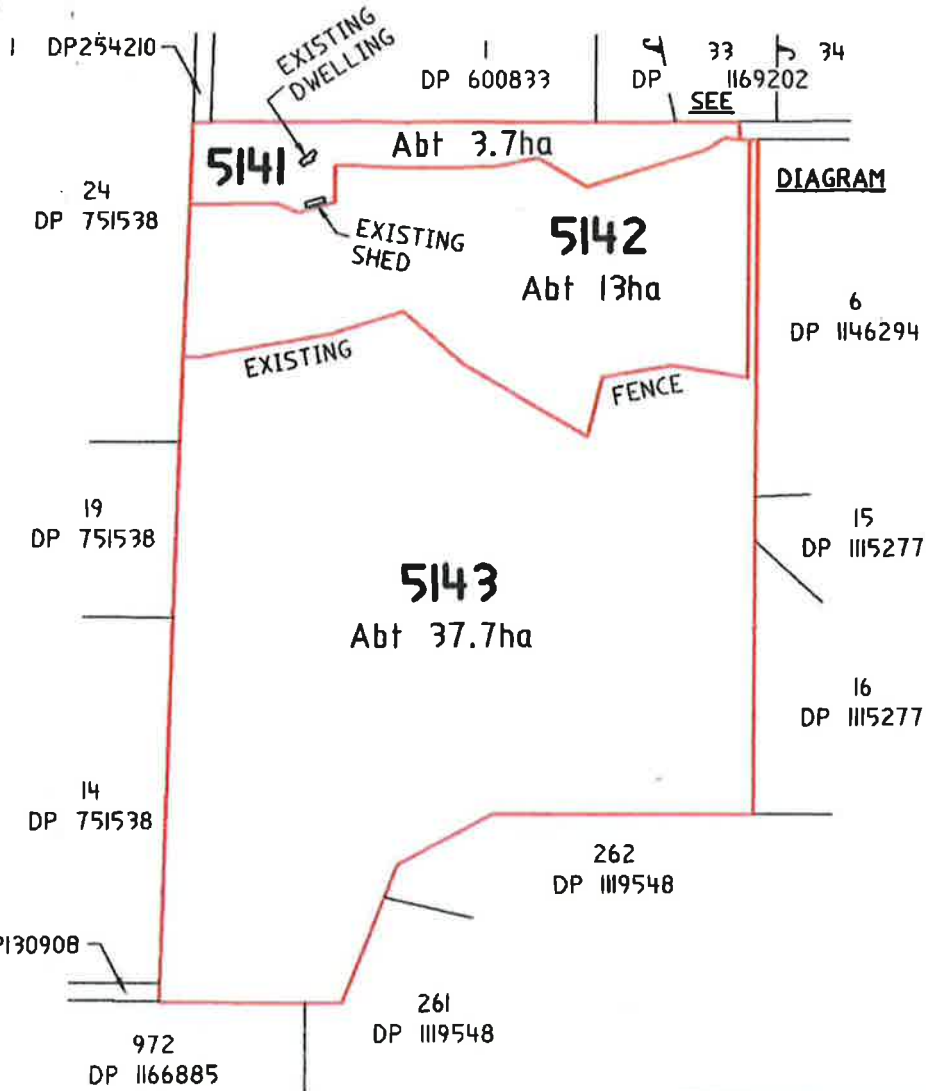 1 DP254210
EXISTING
DWELLING
1
DP 600833
33
34
DP 1169202
SEE
5141
Abt 3.7ha
DIAGRAM
24
DP 751538
EXISTING
SHED
5142
Abt 13ha
6
DP 1146294
EXISTING
FENCE
19
DP 751538
15
DP 1115277
5143
Abt 37.7ha
16
DP 1115277
14
DP 751538
262
DP 1119548
P130908
261
DP 1119548
972
DP 1166885